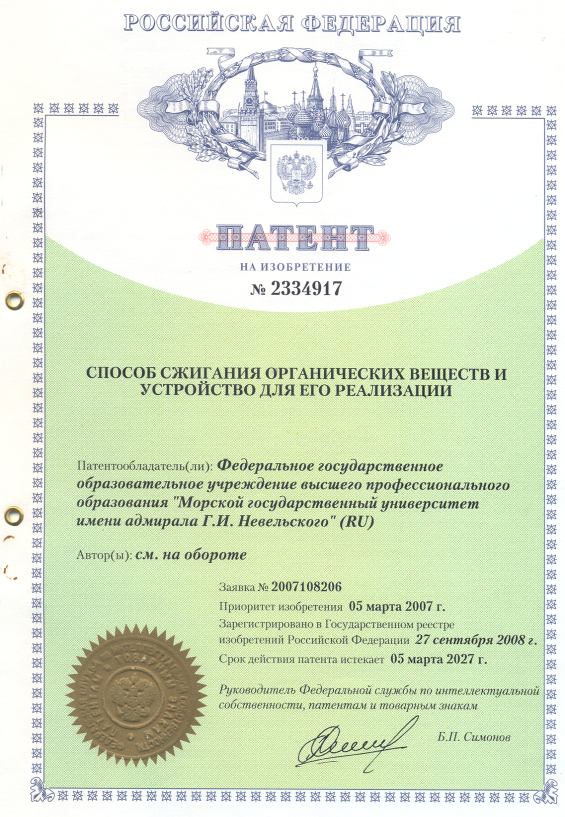 РОССИЙСКАЯ ФЕДЕРАЦИЯ
ПАТЕНТ
НА ИЗОБРЕТЕНИЕ
№ 2334917
СПОСОБ СЖИГАНИЯ ОРГАНИЧЕСКИХ ВЕЩЕСТВ И
УСТРОЙСТВО ДЛЯ ЕГО РЕАЛИЗАЦИИ
Патентообладатель(ли): Федеральное государственное
образовательное учреждение высшего профессионального
образования "Морской государственный университет
имени адмирала Г.И. Невельского" (RU)
Автор(ы): см. на обороте
Заявка № 2007108206
Приоритет изобретения 05 марта 2007 г.
Зарегистрировано в Государственном реестре
изобретений Российской Федерации 27 сентября 2008 г.
Срок действия патента истекает 05 марта 2027 г.
Руководитель Федеральной службы по интеллектуальной
собственности, патентам и товарным знакам
Б.П. Симонов